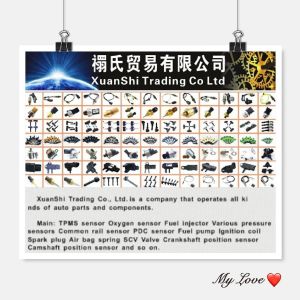 禤氏贸易有限公司
XuanShi Trading Co Ltd
XuanShi Trading Co., Ltd.is a company that operates all ki
nds of auto parts and components.
Main: TPMS sensor Oxygen sensor Fuel injector Various pressure
sensors Common rail sensor PDC sensor Fuel pump Ignition coil
Spark plug Air bag spring SCV Valve Crankshaft position sensor
Camshaft position sensor and so on.
My Love❤